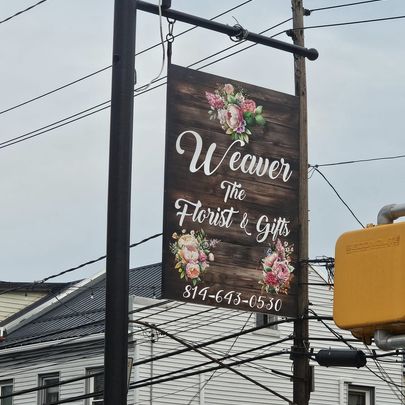 Weaver
The
Florist & Gifts
814-643-0530